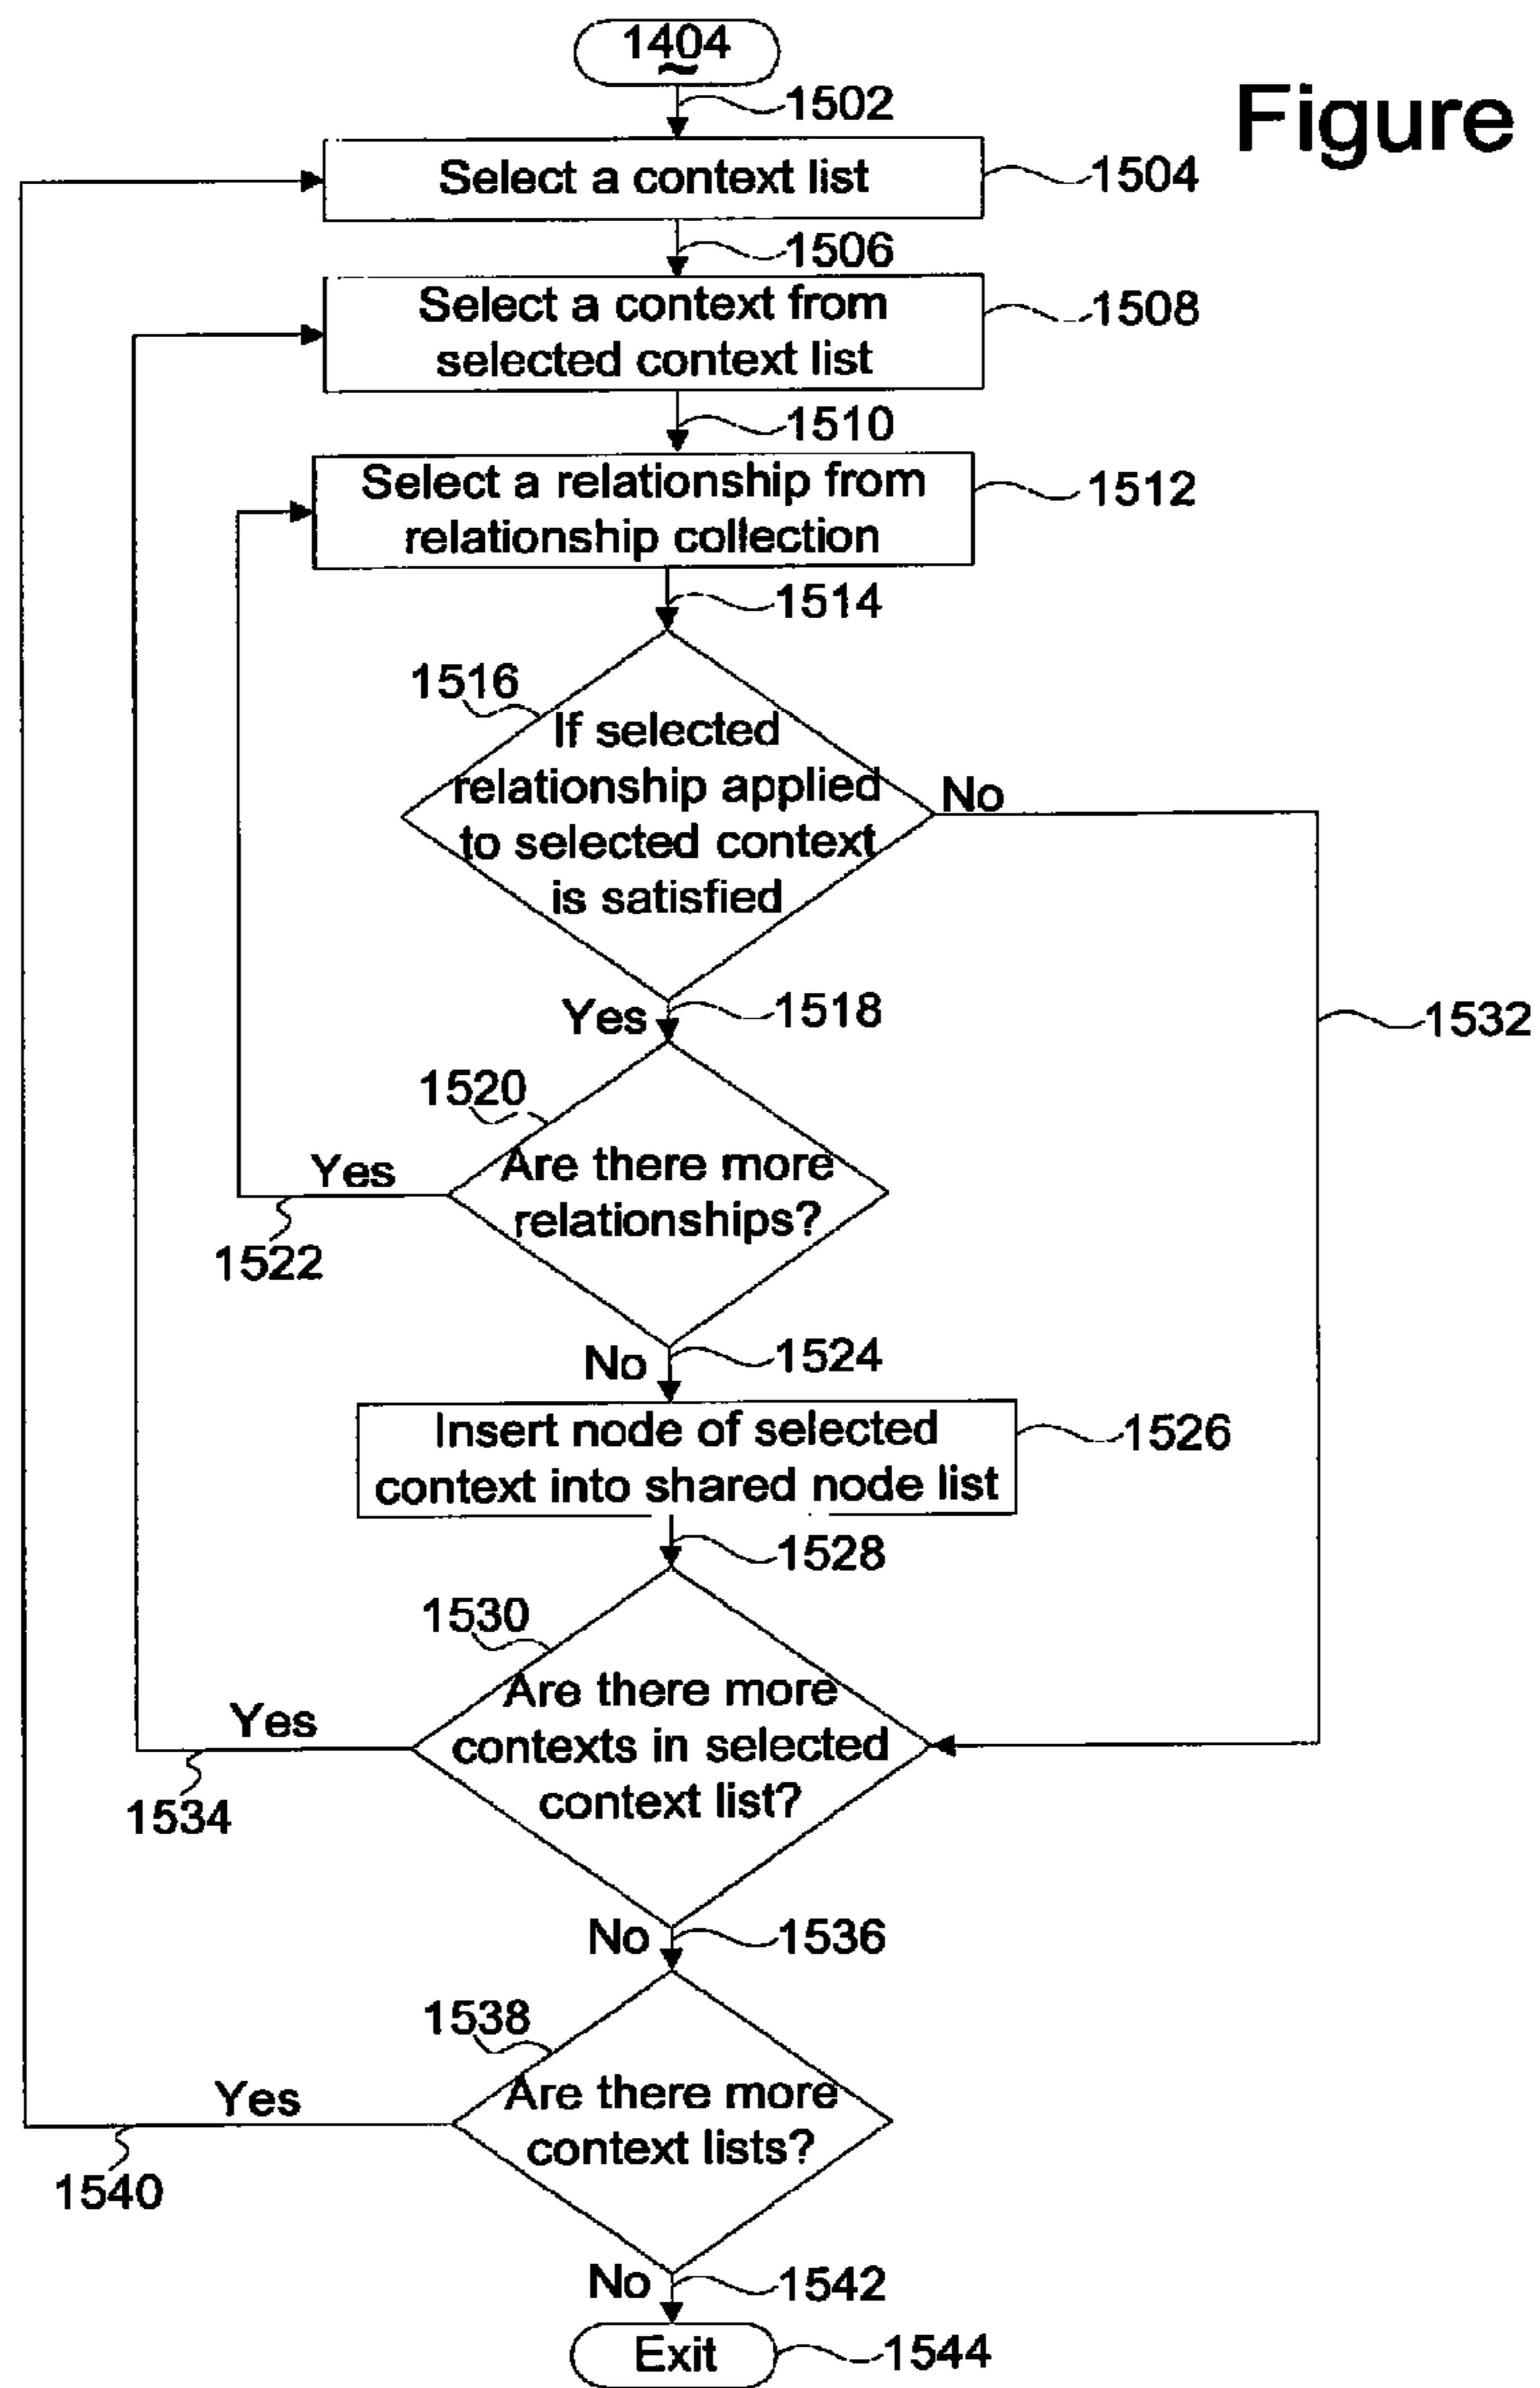 1404
1502
Figure
Select a context list
1504
1506
Select a context from
selected context list
1508
1510
Select a relationship from
relationship collection
1512
1514
1516
If selected
relationship applied
to selected context
is satisfied
No
1532
Yes
1518
1520
Are there more
relationships?
Yes
1522
No
1524
Insert node of selected
context into shared node list
1526
1528
1530
Are there more
contexts in selected
context list?
Yes
1534
No
1536
1538
Are there more
context lists?
Yes
1540
No
1542
Exit
1544